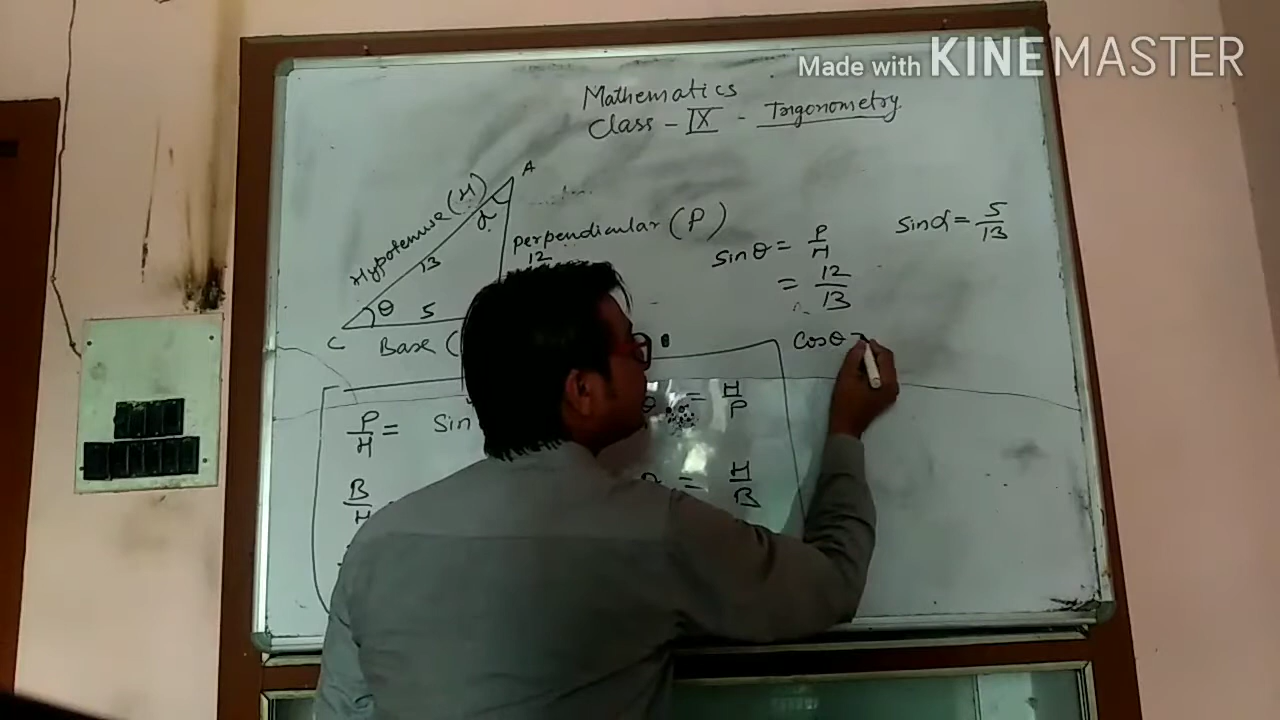 Made with KINEMASTER
Mathematics
Class - IX - Trigonometry
A
Hypotenuse (H)
α
13
perpendicular (P)
12
θ
5
C
Base (
sinθ = P/H
= 12/13
sinα = 5/13
cosθ =
P/H = Sin
θ = H/P
B/H
= H/B